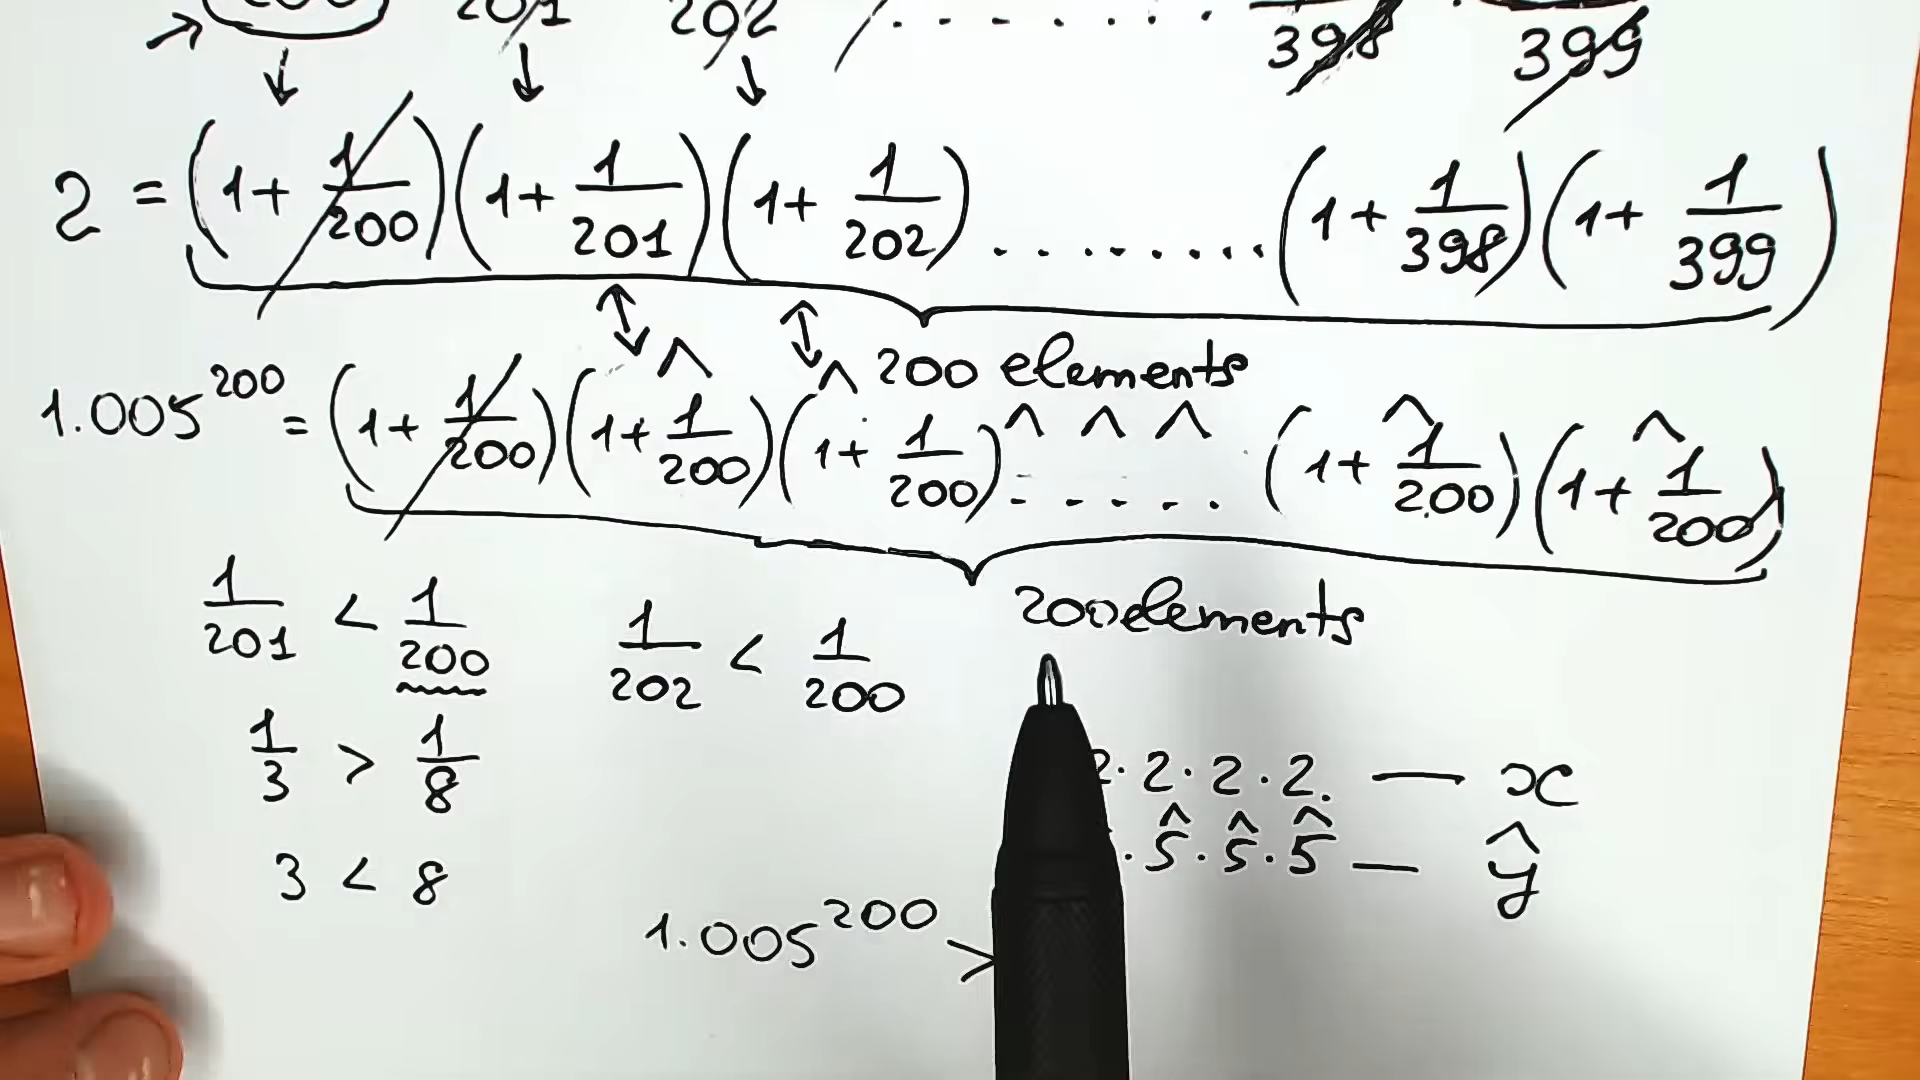 200 201 202 / . . . . . . . 398 399
2 = (1 + 1/200)(1 + 1/201)(1 + 1/202) . . . . . . . . (1 + 1/398)(1 + 1/399)
200 elements
1.005^200 = (1 + 1/200)(1 + 1/200)(1 + 1/200) - - - - . (1 + 1/200)(1 + 1/200)
200 elements
1/201 < 1/200
1/202 < 1/200
1/3 > 1/8
2 · 2 · 2 · 2. — x
· 5 · 5 · 5 — y
3 < 8
1.005^200 >